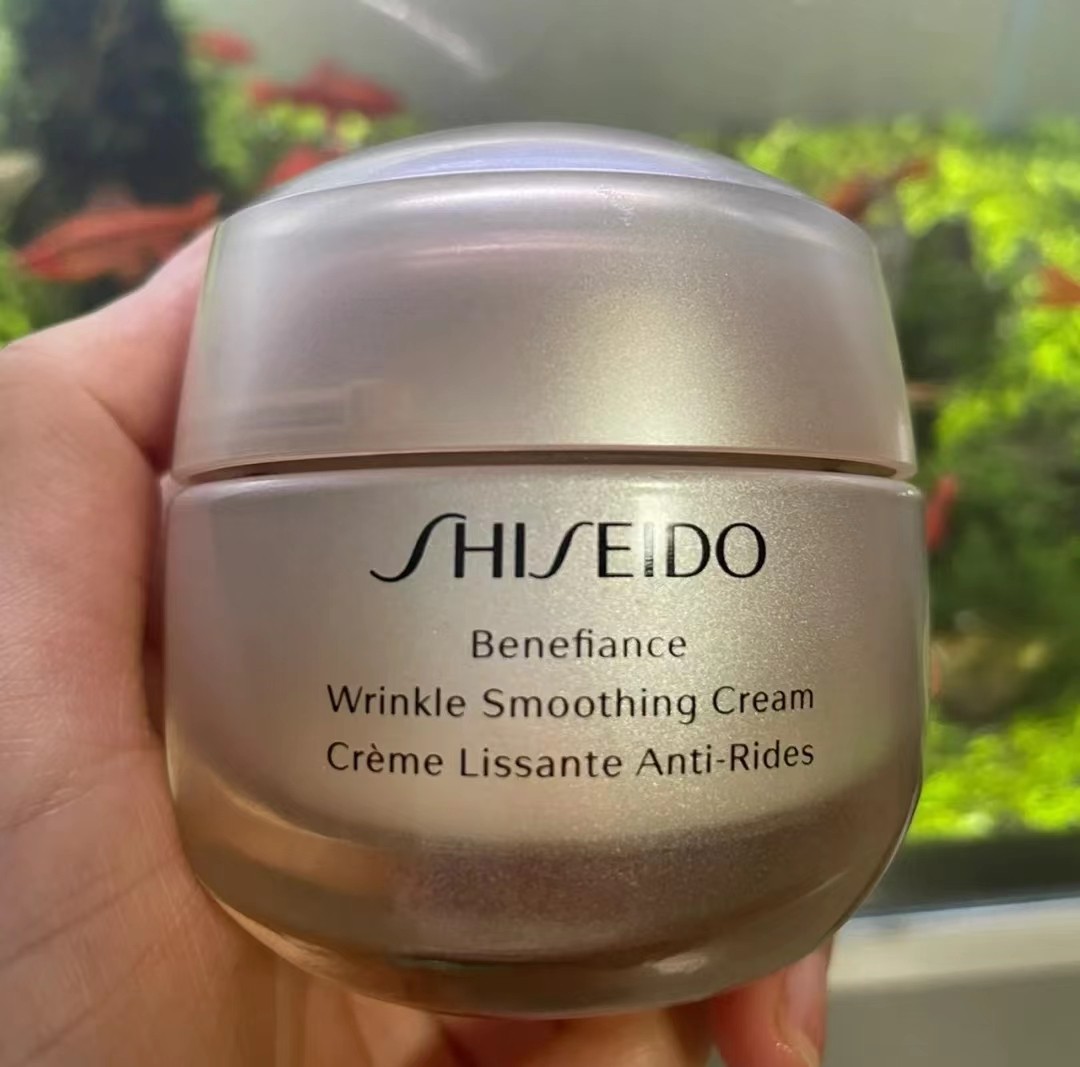 SHISEIDO
Benefiance
Wrinkle Smoothing Cream
Crème Lissante Anti-Rides